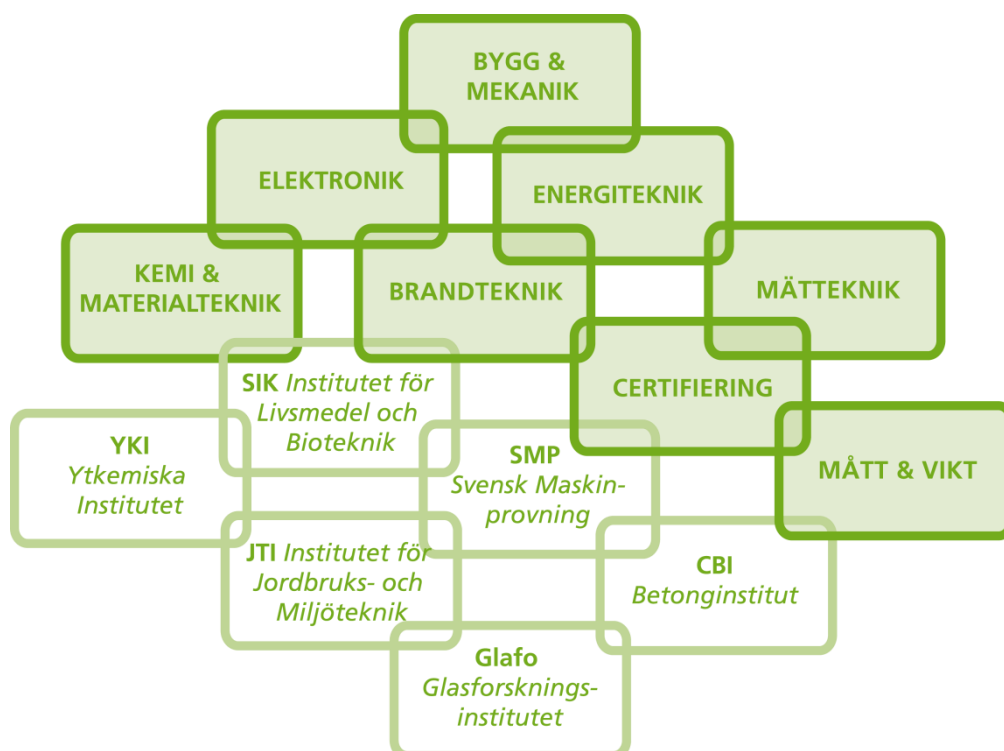 BYGG &
MEKANIK
ELEKTRONIK
ENERGITEKNIK
KEMI &
MATERIALTEKNIK
BRANDTEKNIK
MÄTTEKNIK
SIK Institutet för
Livsmedel och
Bioteknik
CERTIFIERING
YKI
Ytkemiska
Institutet
SMP
Svensk Maskin-
provning
MÅTT & VIKT
JTI Institutet för
Jordbruks- och
Miljöteknik
CBI
Betonginstitut
Glafo
Glasforsknings-
institutet